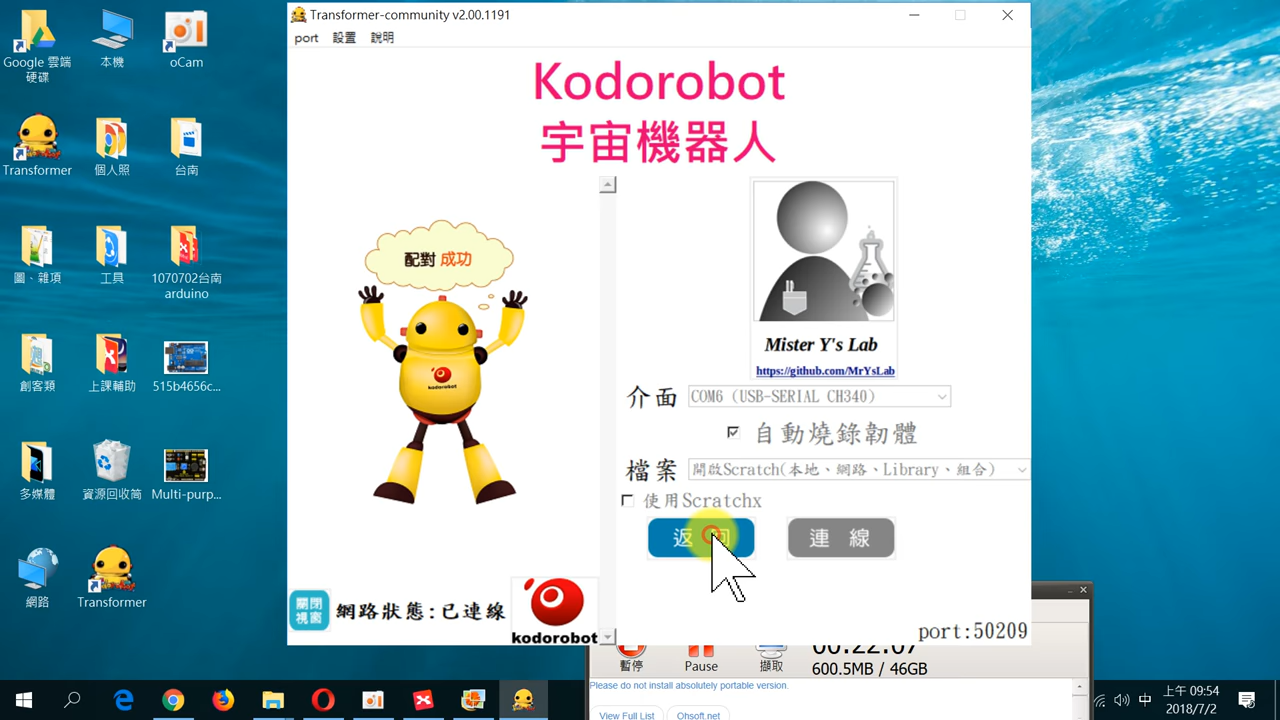 Transformer-community v2.00.1191
port 設置 說明
Kodorobot
宇宙機器人
配對 成功
kodorobot
Mister Y's Lab
https://github.com/MrYsLab
介面 COM6 (USB-SERIAL CH340)
自動燒錄韌體
檔案 開啟Scratch(本地、網路、Library、組合)
使用Scratchx
返 連 線
關閉
視窗
網路狀態:已連線
kodorobot
port:50209
Google 雲端
硬碟
本機
oCam
Transformer
個人照
台南
圖、雜項
工具
1070702台南
arduino
創客類
上課輔助
515b4656c...
多媒體
資源回收筒
Multi-purp...
網路
Transformer
00:22:07
暫停 Pause 擷取
600.5MB / 46GB
Please do not install absolutely portable version.
View Full List Ohsoft.net
中
上午 09:54
2018/7/2